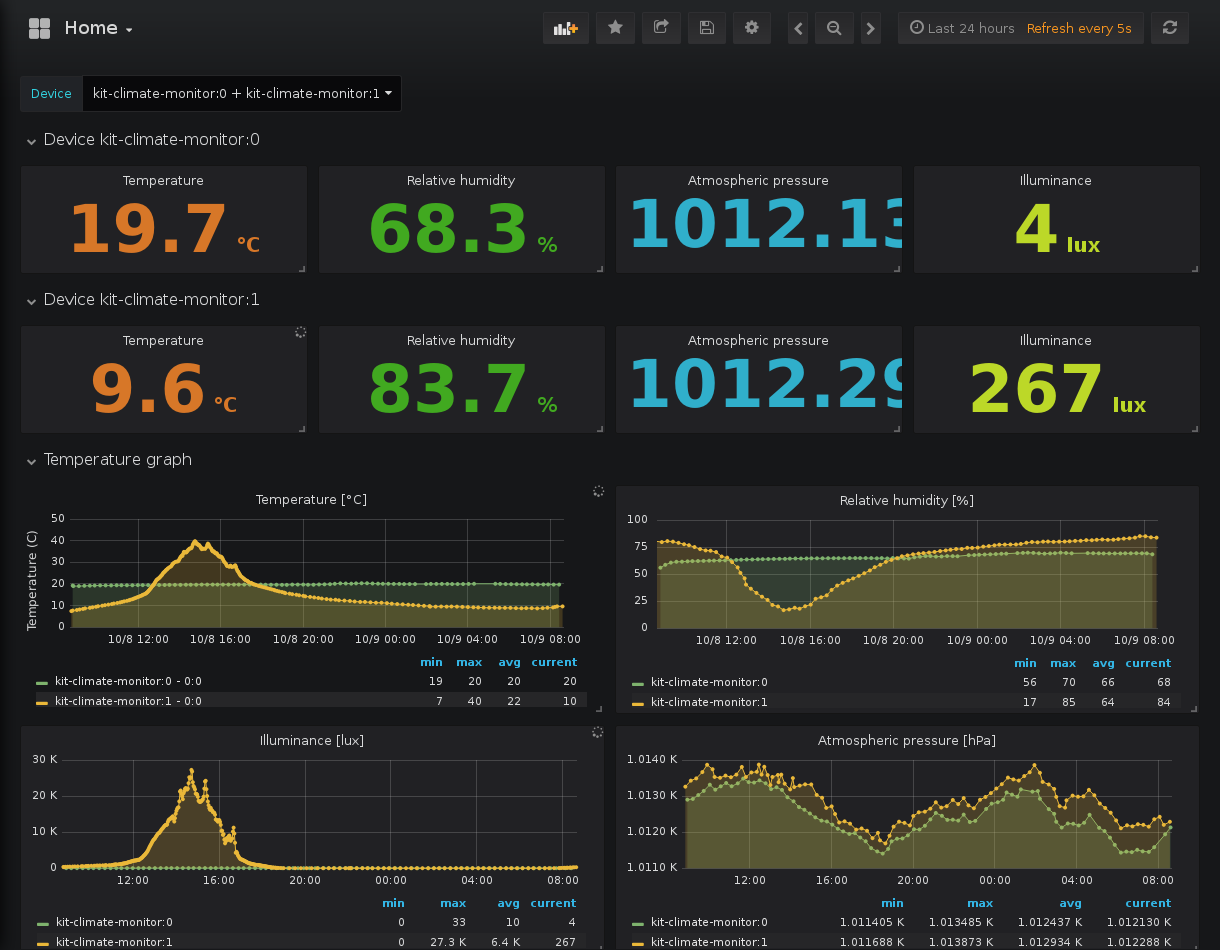 Home
Last 24 hours Refresh every 5s
Device kit-climate-monitor:0 + kit-climate-monitor:1
Device kit-climate-monitor:0
Temperature Relative humidity Atmospheric pressure Illuminance
19.7 °C 68.3 % 1012.13 4 lux
Device kit-climate-monitor:1
Temperature Relative humidity Atmospheric pressure Illuminance
9.6 °C 83.7 % 1012.29 267 lux
Temperature graph
Temperature [°C]
Temperature (C)
50
40
30
20
10
0
10/8 12:00 10/8 16:00 10/8 20:00 10/9 00:00 10/9 04:00 10/9 08:00
min max avg current
kit-climate-monitor:0 - 0:0 19 20 20 20
kit-climate-monitor:1 - 0:0 7 40 22 10
Relative humidity [%]
100
75
50
25
0
10/8 12:00 10/8 16:00 10/8 20:00 10/9 00:00 10/9 04:00 10/9 08:00
min max avg current
kit-climate-monitor:0 56 70 66 68
kit-climate-monitor:1 17 85 64 84
Illuminance [lux]
30 K
20 K
10 K
0
12:00 16:00 20:00 00:00 04:00 08:00
min max avg current
kit-climate-monitor:0 0 33 10 4
kit-climate-monitor:1 0 27.3 K 6.4 K 267
Atmospheric pressure [hPa]
1.0140 K
1.0130 K
1.0120 K
1.0110 K
12:00 16:00 20:00 00:00 04:00 08:00
min max avg current
kit-climate-monitor:0 1.011405 K 1.013485 K 1.012437 K 1.012130 K
kit-climate-monitor:1 1.011688 K 1.013873 K 1.012934 K 1.012288 K